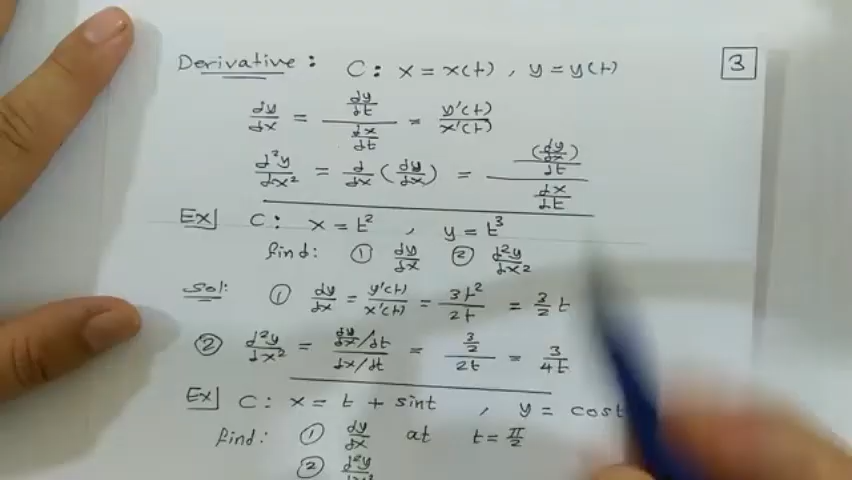 Derivative : C: x = x(t) , y = y(t)
3
dy/dx = (dy/dt)/(dx/dt) = y'(t)/x'(t)
d²y/dx² = d/dx (dy/dx) = ((dy/dx)/dt)/(dx/dt)
Ex] C: x = t² , y = t³
find: ① dy/dx ② d²y/dx²
Sol: ① dy/dx = y'(t)/x'(t) = 3t²/2t = 3/2 t
② d²y/dx² = (dy/dx/dt)/(dx/dt) = (3/2)/2t = 3/4t
Ex] C: x = t + sint , y = cost
find: ① dy/dx at t = π/2
② d²y